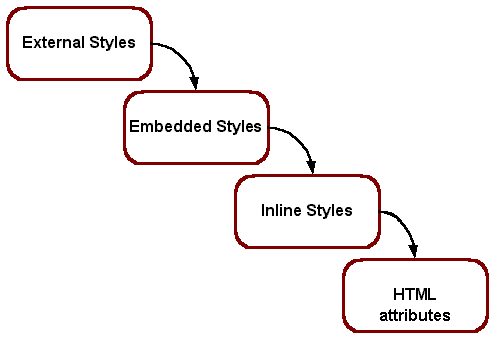 External Styles
Embedded Styles
Inline Styles
HTML
attributes